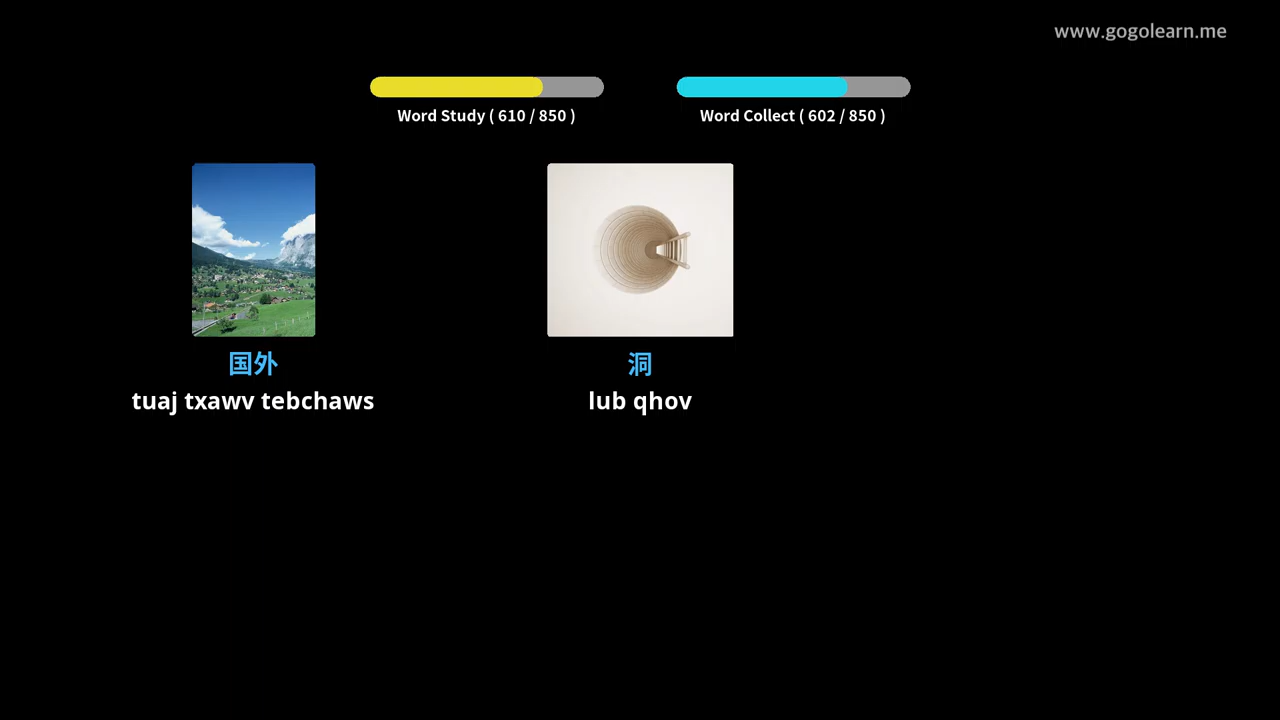 www.gogolearn.me
Word Study ( 610 / 850 )
Word Collect ( 602 / 850 )
国外
tuaj txawv tebchaws
洞
lub qhov